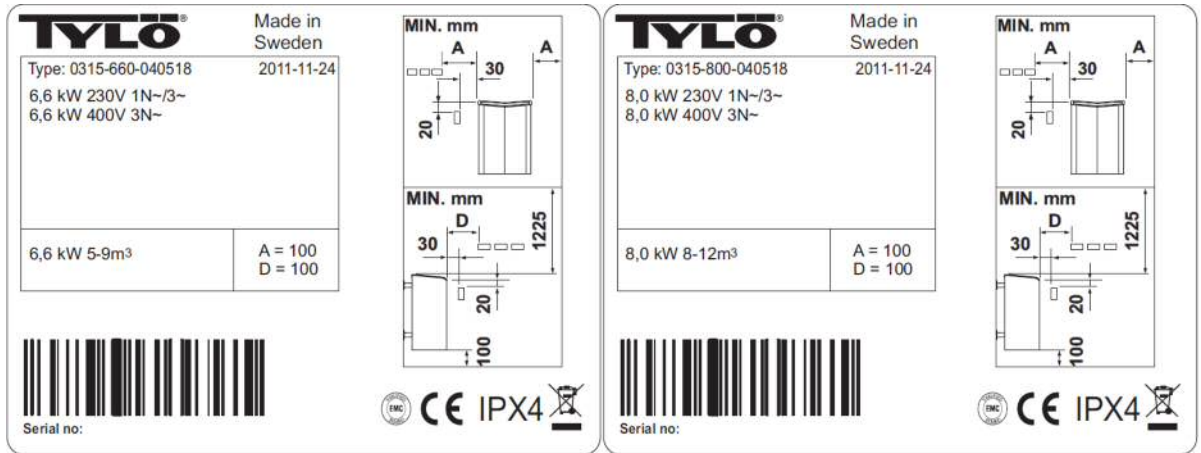 TYLÖ®
Made in
Sweden
Type: 0315-660-040518 2011-11-24
6,6 kW 230V 1N~/3~
6,6 kW 400V 3N~
6,6 kW 5-9m³
A = 100
D = 100
MIN. mm
A A
30
20
MIN. mm
D
30
1225
20
100
Serial no:
EMC
CE IPX4
TYLÖ®
Made in
Sweden
Type: 0315-800-040518 2011-11-24
8,0 kW 230V 1N~/3~
8,0 kW 400V 3N~
8,0 kW 8-12m³
A = 100
D = 100
MIN. mm
A A
30
20
MIN. mm
D
30
1225
20
100
Serial no:
EMC
CE IPX4